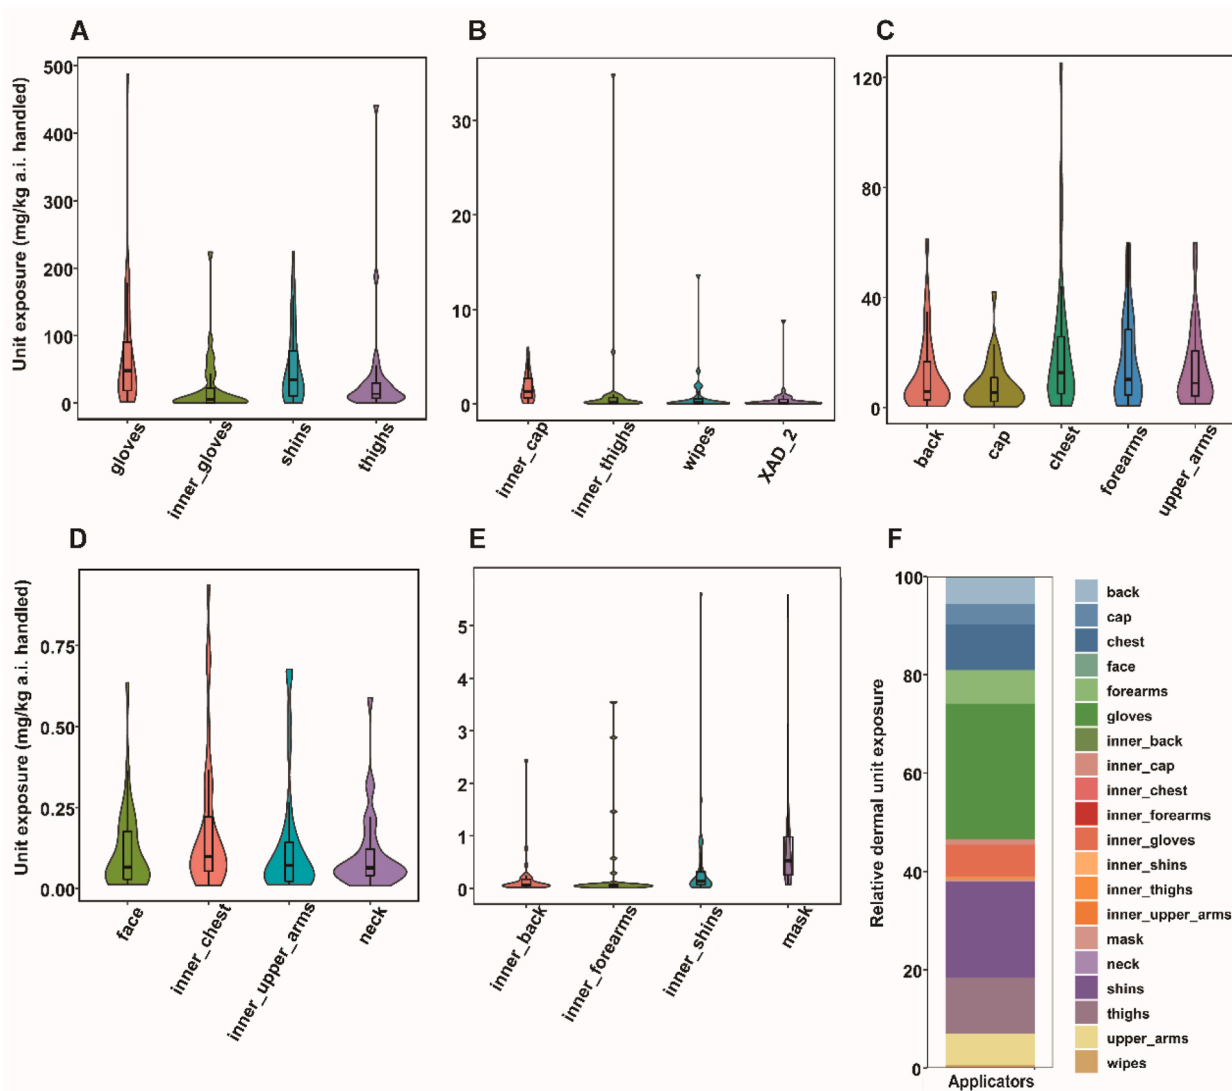 A
B
C
Unit exposure (mg/kg a.i. handled)
500
400
300
200
100
0
gloves
inner_gloves
shins
thighs
30
20
10
0
inner_cap
inner_thighs
wipes
XAD_2
120
80
40
0
back
cap
chest
forearms
upper_arms
D
E
F
Unit exposure (mg/kg a.i. handled)
0.75
0.50
0.25
0.00
face
inner_chest
inner_upper_arms
neck
5
4
3
2
1
0
inner_back
inner_forearms
inner_shins
mask
Relative dermal unit exposure
100
80
60
40
20
0
Applicators
back
cap
chest
face
forearms
gloves
inner_back
inner_cap
inner_chest
inner_forearms
inner_gloves
inner_shins
inner_thighs
inner_upper_arms
mask
neck
shins
thighs
upper_arms
wipes